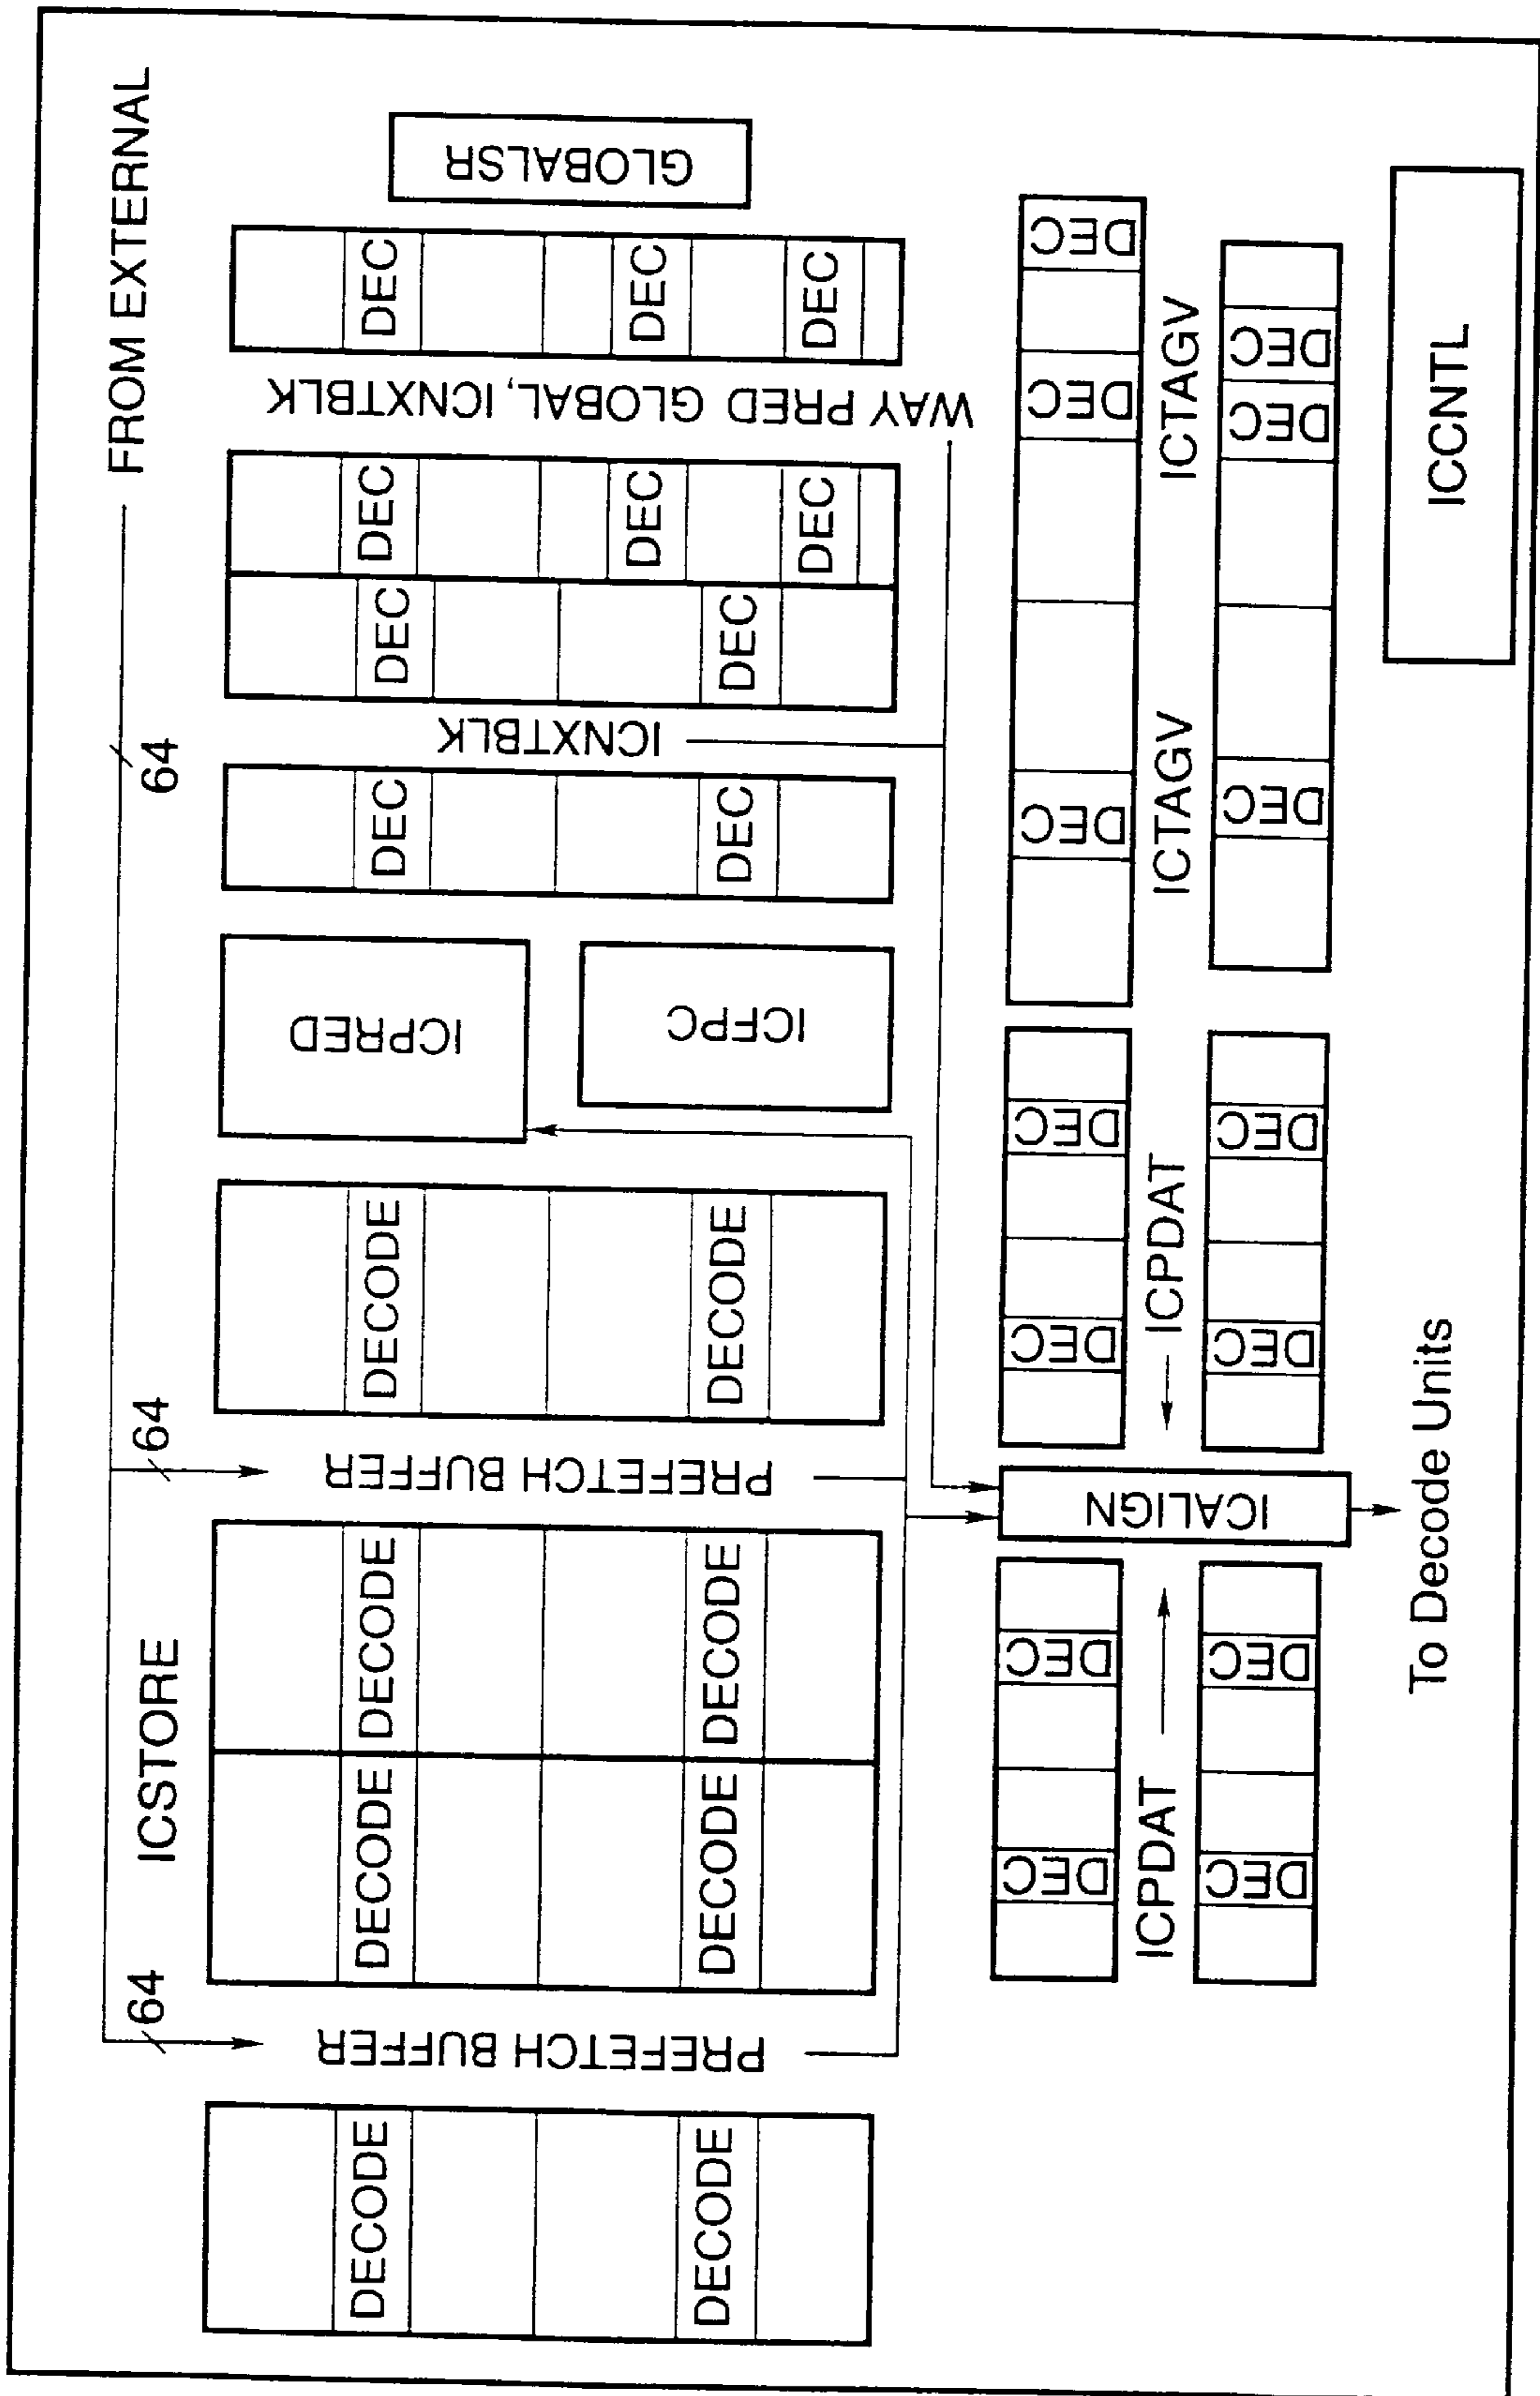 FROM EXTERNAL
64
64
64
ICSTORE
DECODE
DECODE
DECODE
DECODE
DEC
DEC
DEC
DEC
PREFETCH BUFFER
PREFETCH BUFFER
ICPRED
ICFPC
ICNXTBLK
WAY PRED GLOBAL, ICNXTBLK
GLOBALSR
DEC
DEC
DECODE
DECODE
DECODE
DECODE
DEC
DEC
DEC
DEC
DEC
DEC
DEC
DEC
DEC
DEC
DEC
ICPDAT
ICALIGN
ICPDAT
ICTAGV
ICTAGV
DEC
DEC
DEC
DEC
DEC
DEC
DEC
To Decode Units
ICCNTL